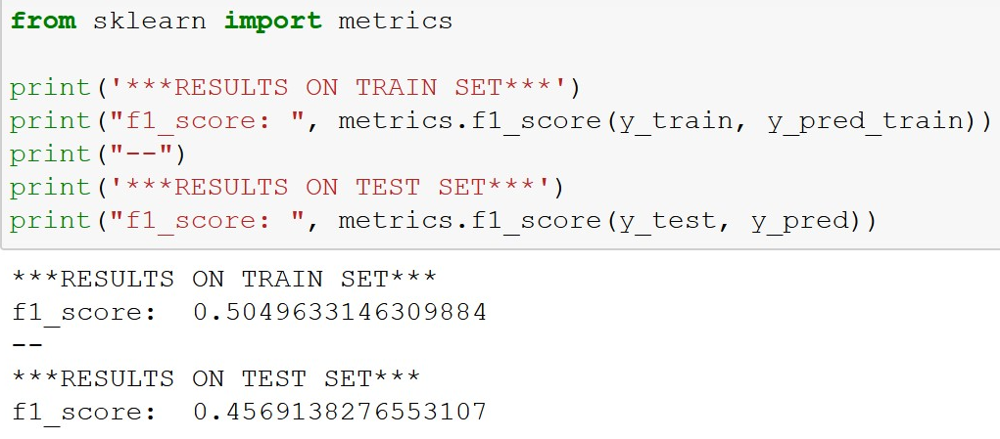 from sklearn import metrics
print('***RESULTS ON TRAIN SET***')
print("f1_score: ", metrics.f1_score(y_train, y_pred_train))
print("--")
print('***RESULTS ON TEST SET***')
print("f1_score: ", metrics.f1_score(y_test, y_pred))
***RESULTS ON TRAIN SET***
f1_score:  0.5049633146309884
--
***RESULTS ON TEST SET***
f1_score:  0.4569138276553107